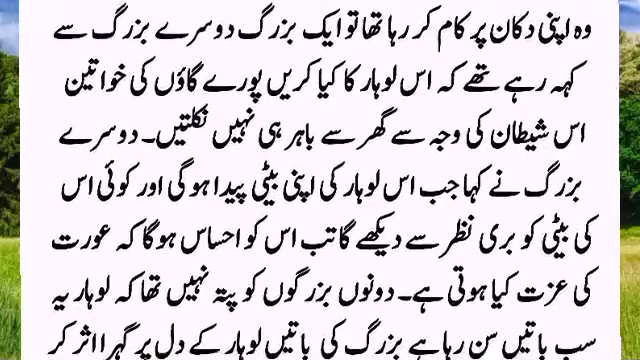 وہ اپنی دکان پر کام کر رہا تھا تو ایک بزرگ دوسرے بزرگ سے
کہہ رہے تھے کہ اس لوہار کا کیا کریں پورے گاؤں کی خواتین
اس شیطان کی وجہ سے گھر سے باہر ہی نہیں نکلتیں۔ دوسرے
بزرگ نے کہا جب اس لوہار کی اپنی بیٹی پیدا ہوگی اور کوئی اس
کی بیٹی کو بری نظر سے دیکھے گا تب اس کو احساس ہوگا کہ عورت
کی عزت کیا ہوتی ہے۔ دونوں بزرگوں کو پتہ نہیں تھا کہ لوہار یہ
سب باتیں سن رہا ہے بزرگ کی باتیں لوہار کے دل پر گہرا اثر کر